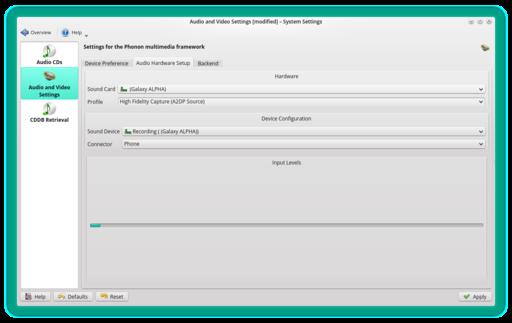 Audio and Video Settings [modified] – System Settings
Overview Help
Audio CDs
Audio and Video
Settings
CDDB Retrieval
Settings for the Phonon multimedia framework
Device Preference Audio Hardware Setup Backend
Hardware
Sound Card (Galaxy ALPHA)
Profile High Fidelity Capture (A2DP Source)
Device Configuration
Sound Device Recording ( (Galaxy ALPHA))
Connector Phone
Input Levels
Help Defaults Reset Apply